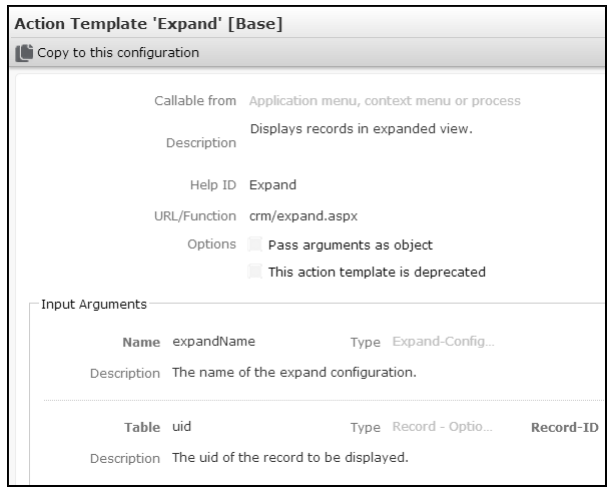 Action Template 'Expand' [Base]
Copy to this configuration
Callable from Application menu, context menu or process
Description Displays records in expanded view.
Help ID Expand
URL/Function crm/expand.aspx
Options Pass arguments as object
This action template is deprecated
Input Arguments
Name expandName Type Expand-Config...
Description The name of the expand configuration.
Table uid Type Record - Optio... Record-ID
Description The uid of the record to be displayed.